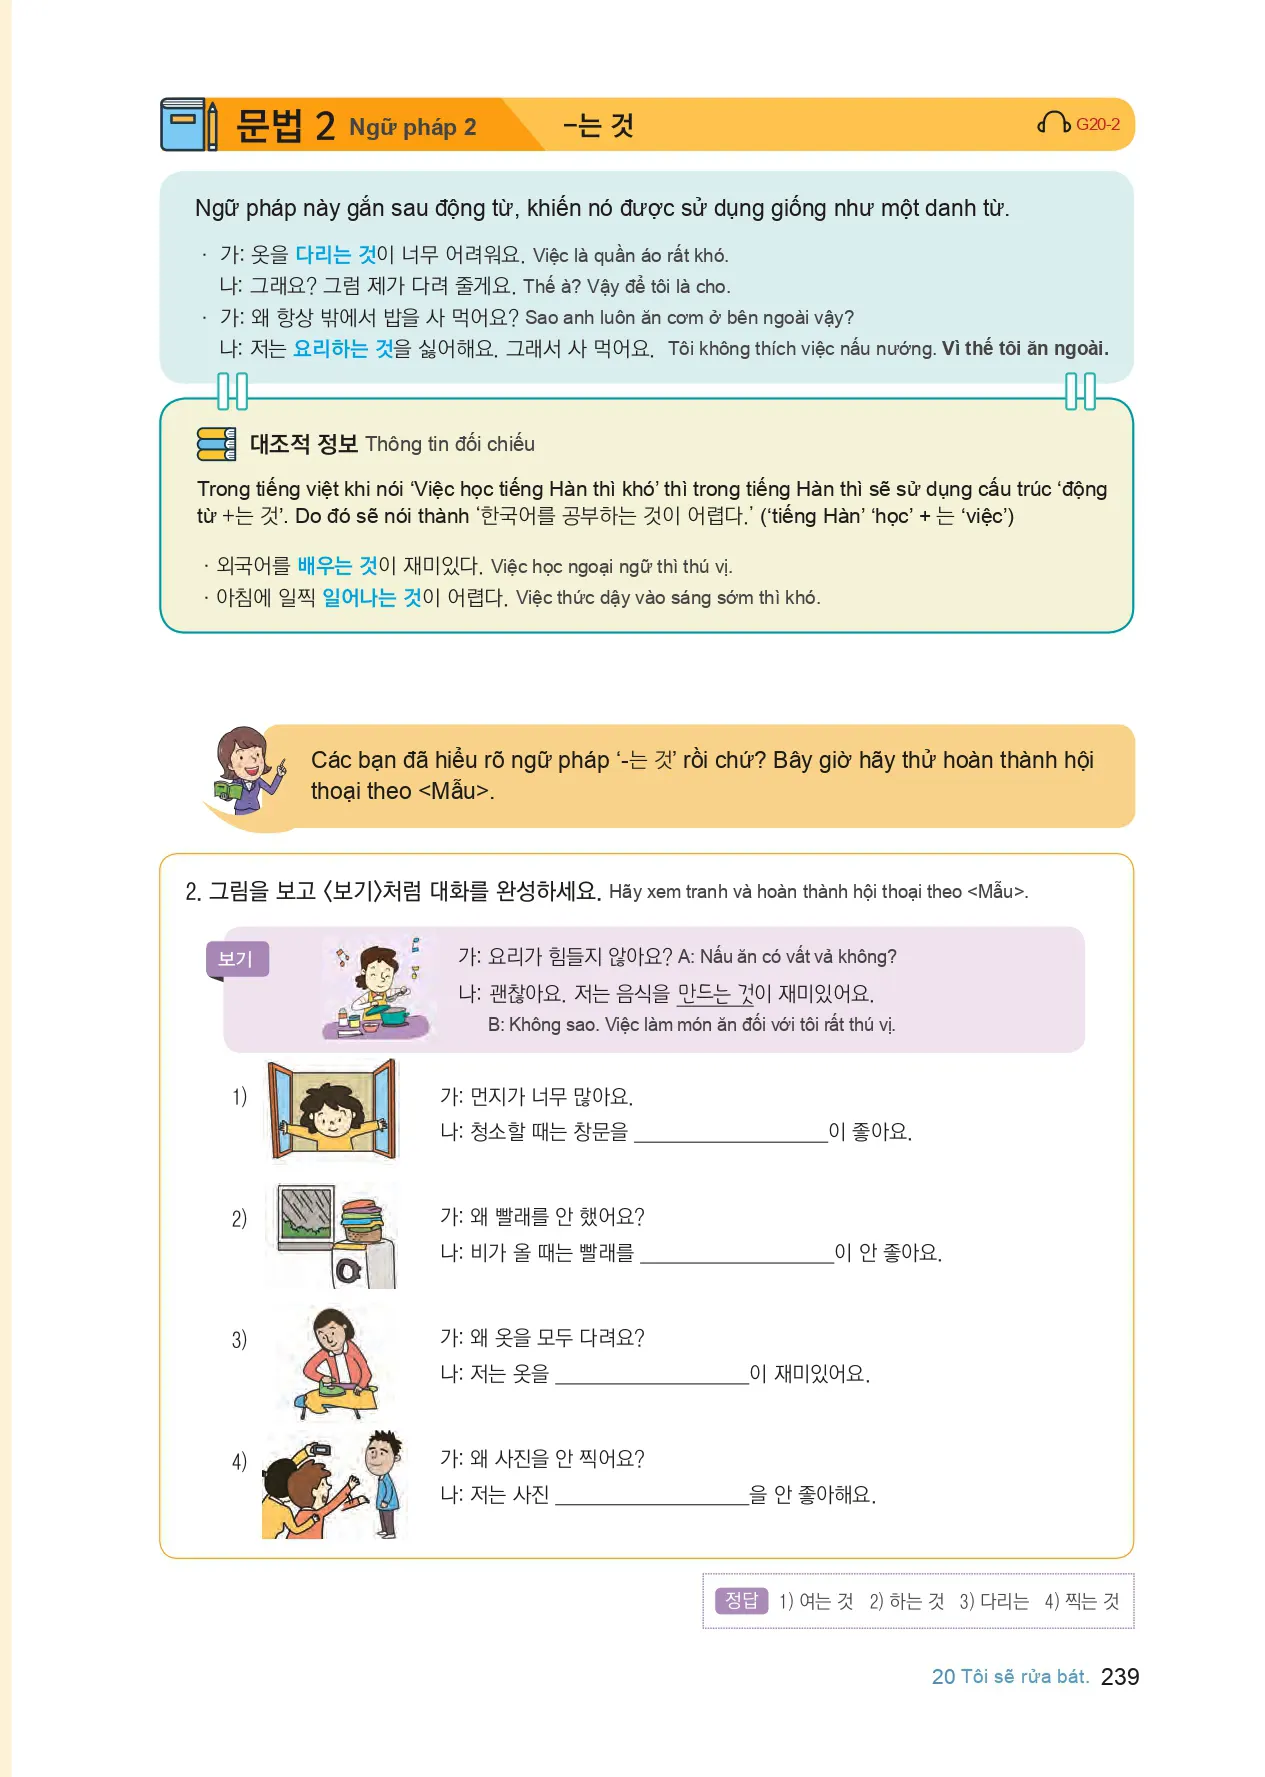 문법 2 Ngữ pháp 2 -는 것 G20-2
Ngữ pháp này gắn sau động từ, khiến nó được sử dụng giống như một danh từ.
· 가: 옷을 다리는 것이 너무 어려워요. Việc là quần áo rất khó.
나: 그래요? 그럼 제가 다려 줄게요. Thế à? Vậy để tôi là cho.
· 가: 왜 항상 밖에서 밥을 사 먹어요? Sao anh luôn ăn cơm ở bên ngoài vậy?
나: 저는 요리하는 것을 싫어해요. 그래서 사 먹어요. Tôi không thích việc nấu nướng. Vì thế tôi ăn ngoài.
대조적 정보 Thông tin đối chiếu
Trong tiếng việt khi nói ‘Việc học tiếng Hàn thì khó’ thì trong tiếng Hàn thì sẽ sử dụng cấu trúc ‘động
từ +는 것’. Do đó sẽ nói thành ‘한국어를 공부하는 것이 어렵다.’ (‘tiếng Hàn’ ‘học’ + 는 ‘việc’)
· 외국어를 배우는 것이 재미있다. Việc học ngoại ngữ thì thú vị.
· 아침에 일찍 일어나는 것이 어렵다. Việc thức dậy vào sáng sớm thì khó.
Các bạn đã hiểu rõ ngữ pháp ‘-는 것’ rồi chứ? Bây giờ hãy thử hoàn thành hội
thoại theo <Mẫu>.
2. 그림을 보고 〈보기〉처럼 대화를 완성하세요. Hãy xem tranh và hoàn thành hội thoại theo <Mẫu>.
보기
가: 요리가 힘들지 않아요? A: Nấu ăn có vất vả không?
나: 괜찮아요. 저는 음식을 만드는 것이 재미있어요.
B: Không sao. Việc làm món ăn đối với tôi rất thú vị.
1) 가: 먼지가 너무 많아요.
나: 청소할 때는 창문을 ____________________이 좋아요.
2) 가: 왜 빨래를 안 했어요?
나: 비가 올 때는 빨래를 ____________________이 안 좋아요.
3) 가: 왜 옷을 모두 다려요?
나: 저는 옷을 ____________________이 재미있어요.
4) 가: 왜 사진을 안 찍어요?
나: 저는 사진 ____________________을 안 좋아해요.
정답 1) 여는 것 2) 하는 것 3) 다리는 4) 찍는 것
20 Tôi sẽ rửa bát. 239